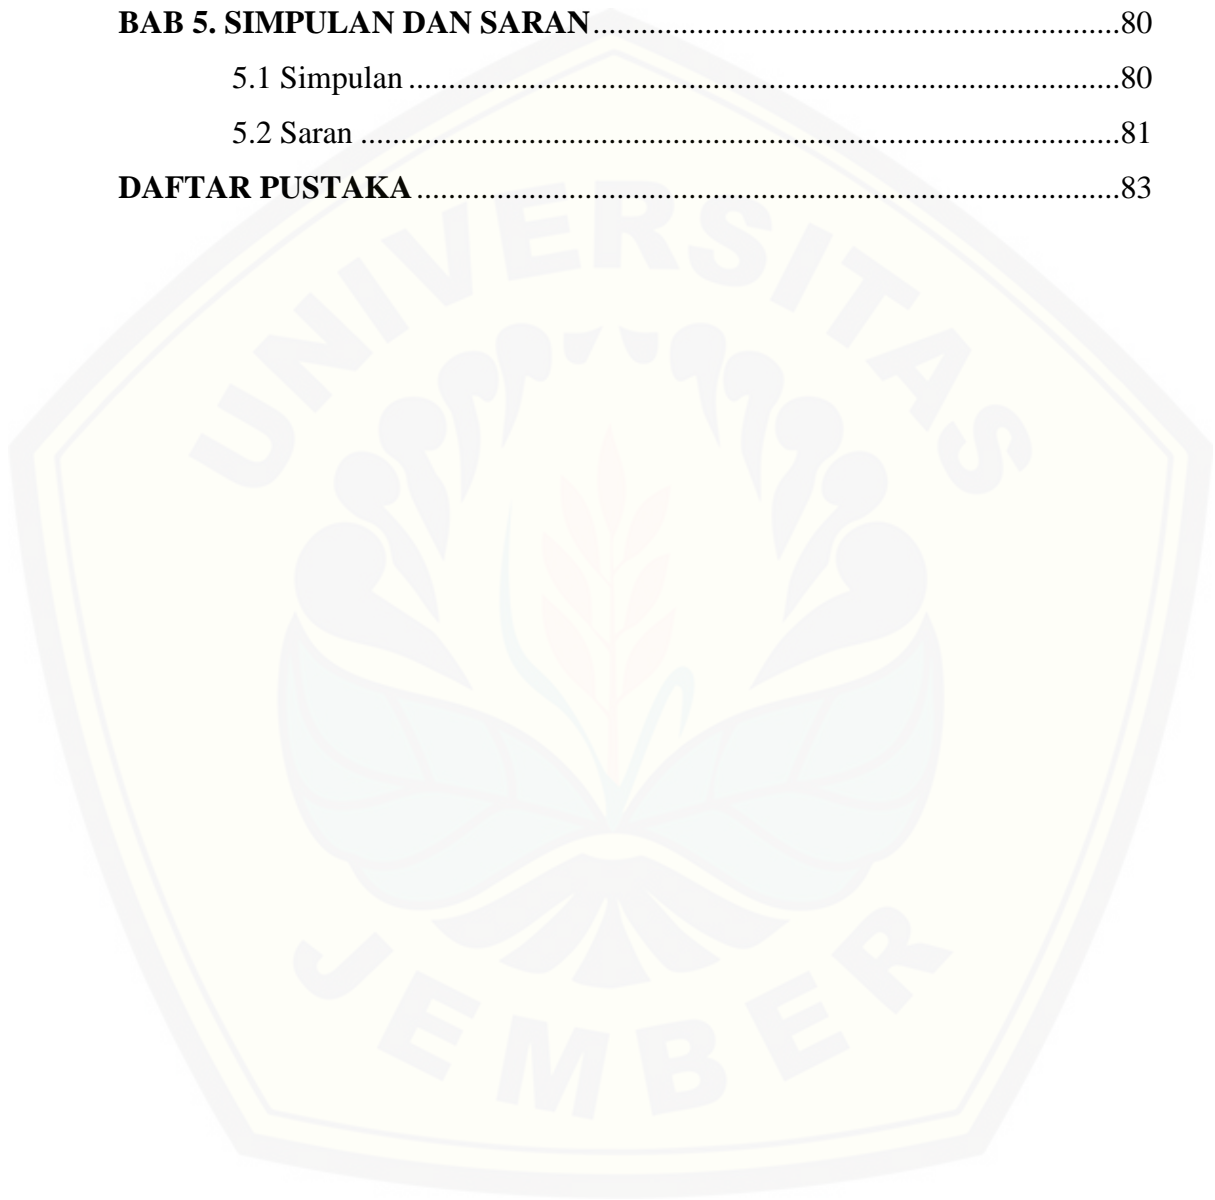 BAB 5. SIMPULAN DAN SARAN....................................................................80
5.1 Simpulan............................................................................................80
5.2 Saran..................................................................................................81
DAFTAR PUSTAKA...........................................................................................83
UNIVERSITAS
JEMBER